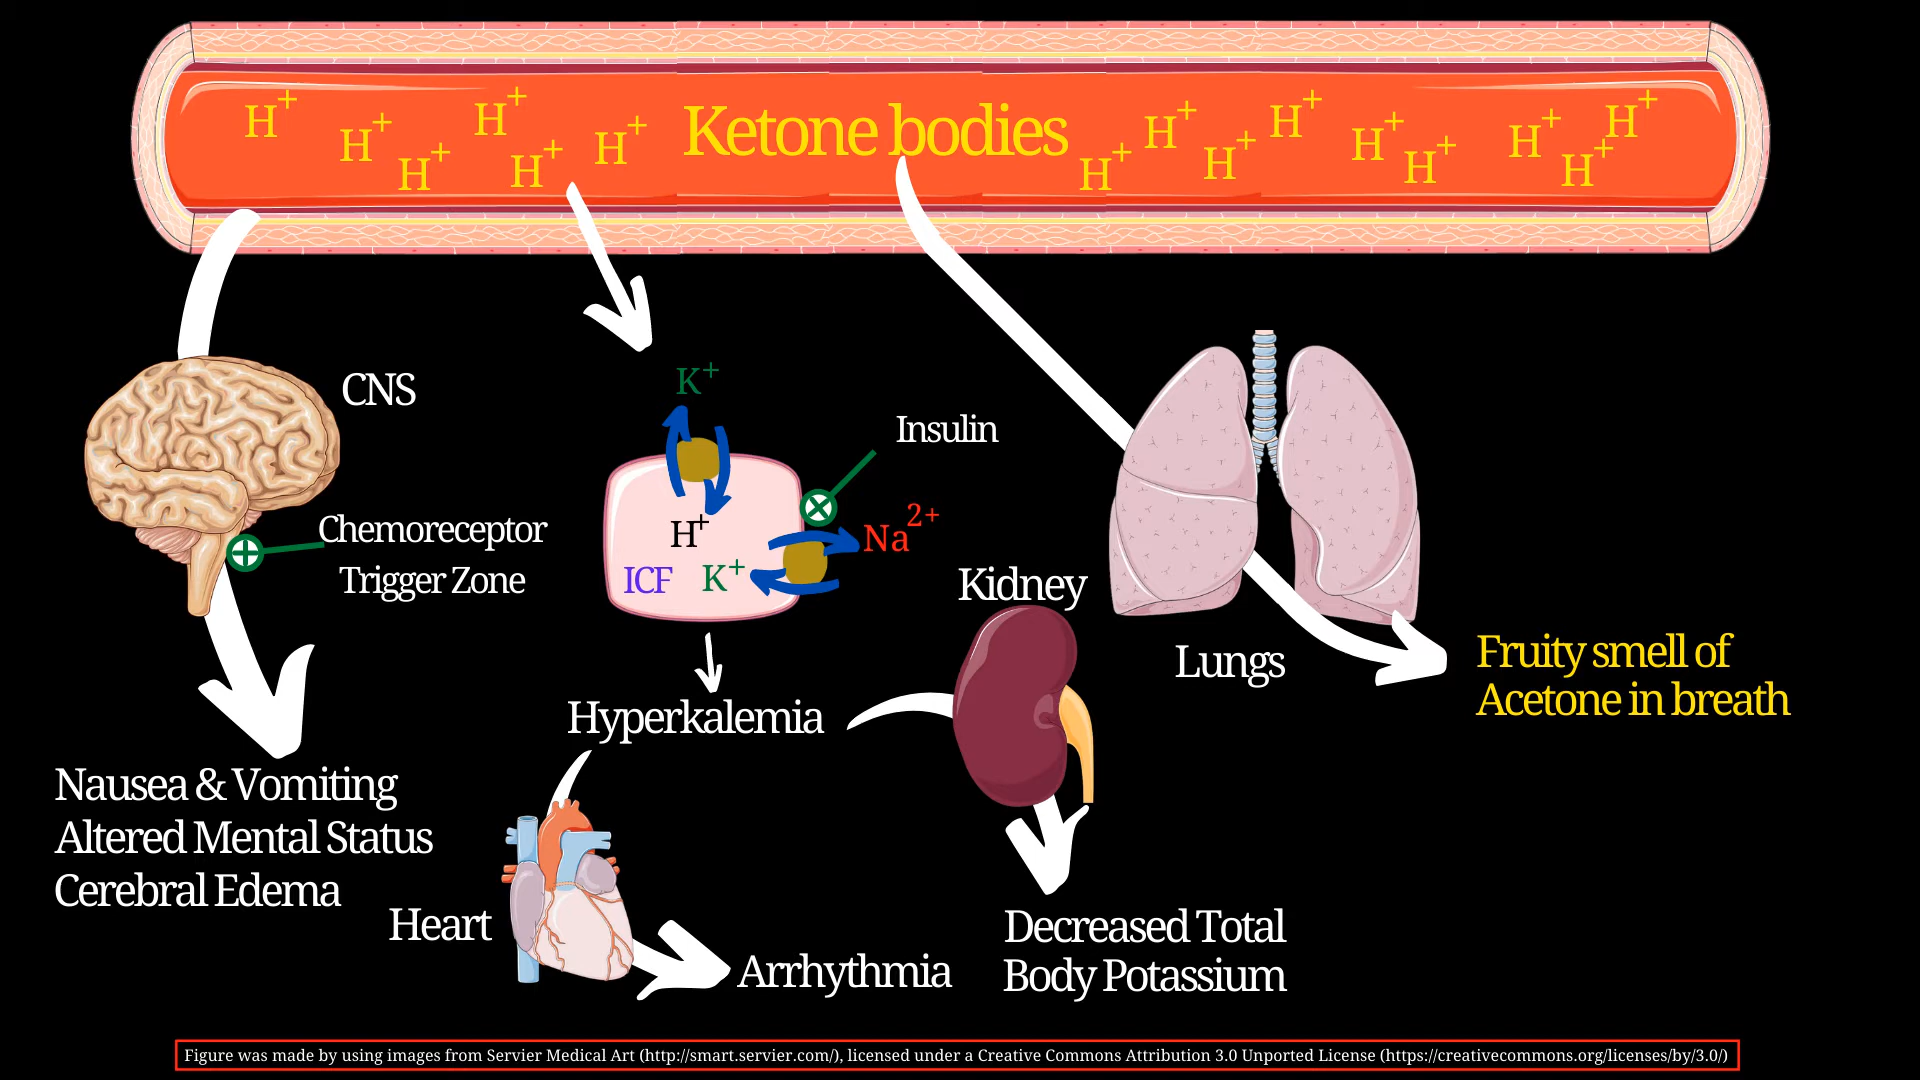 H+ H+ H+ H+ H+ H+ Ketone bodies H+ H+ H+ H+ H+ H+ H+ H+ H+
CNS
Chemoreceptor
Trigger Zone
Nausea & Vomiting
Altered Mental Status
Cerebral Edema
K+
Insulin
H+
ICF K+
Na2+
Hyperkalemia
Heart
Arrhythmia
Kidney
Decreased Total
Body Potassium
Lungs
Fruity smell of
Acetone in breath
Figure was made by using images from Servier Medical Art (http://smart.servier.com/), licensed under a Creative Commons Attribution 3.0 Unported License (https://creativecommons.org/licenses/by/3.0/)